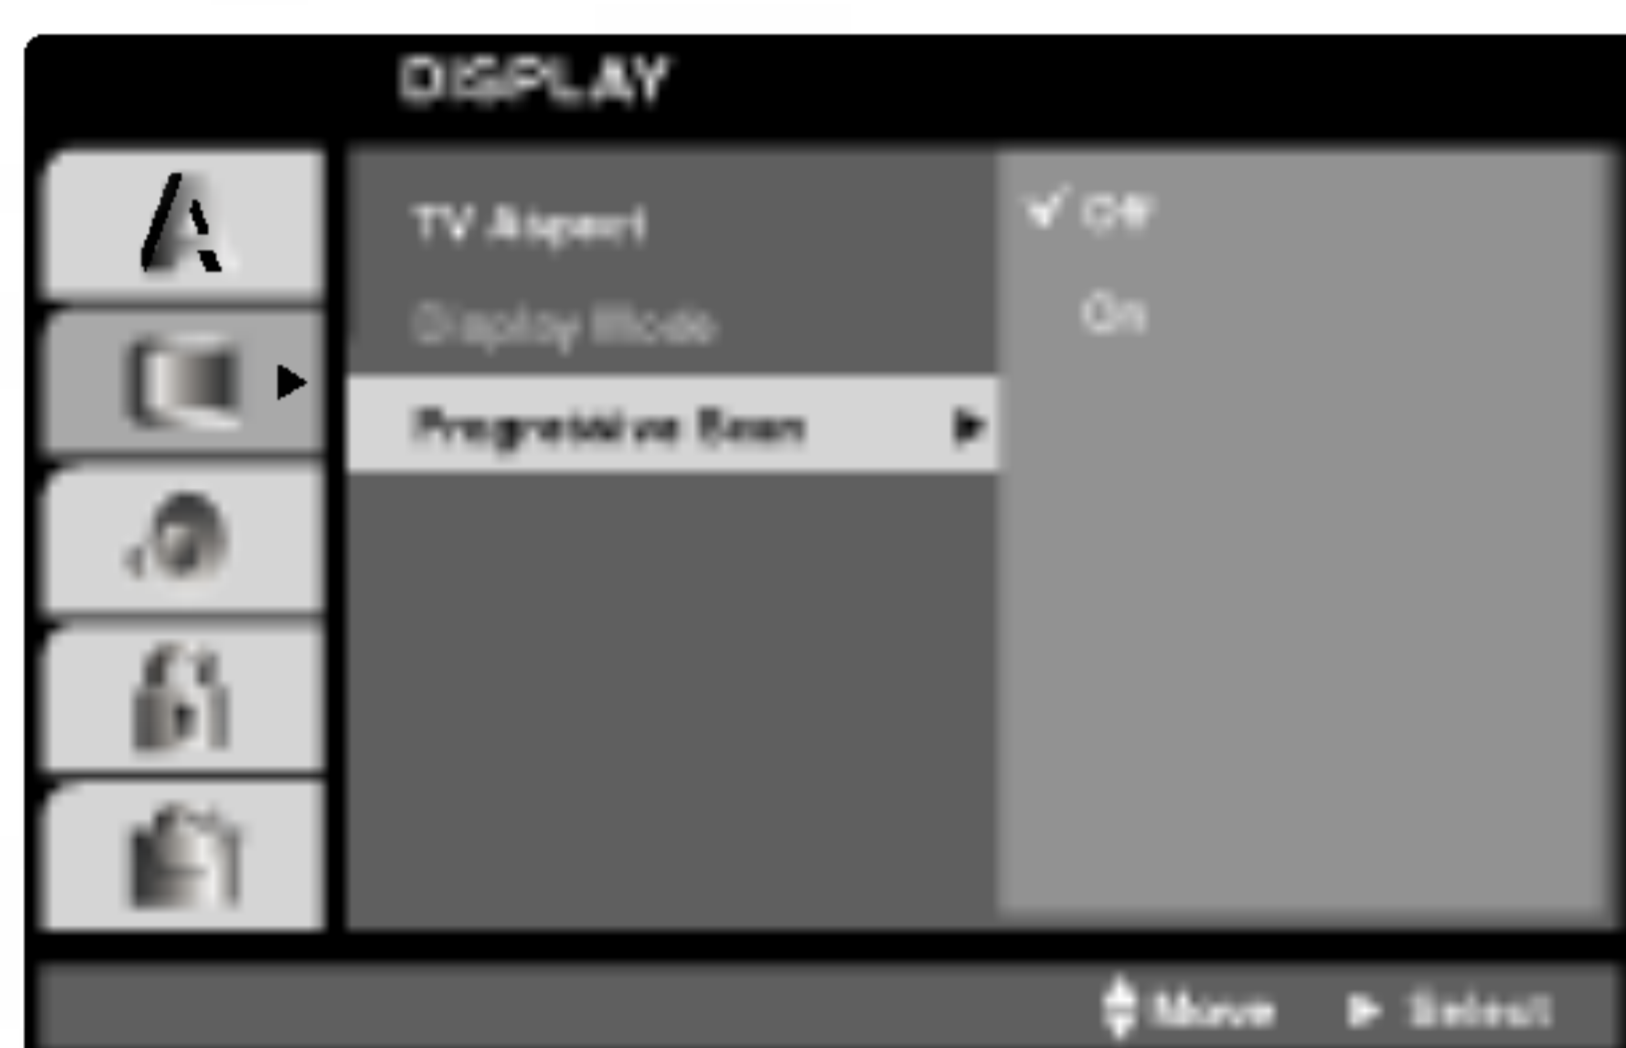 DISPLAY
TV Aspect
Display Mode
Progressive Scan
✓ Off
On
Move ► Select